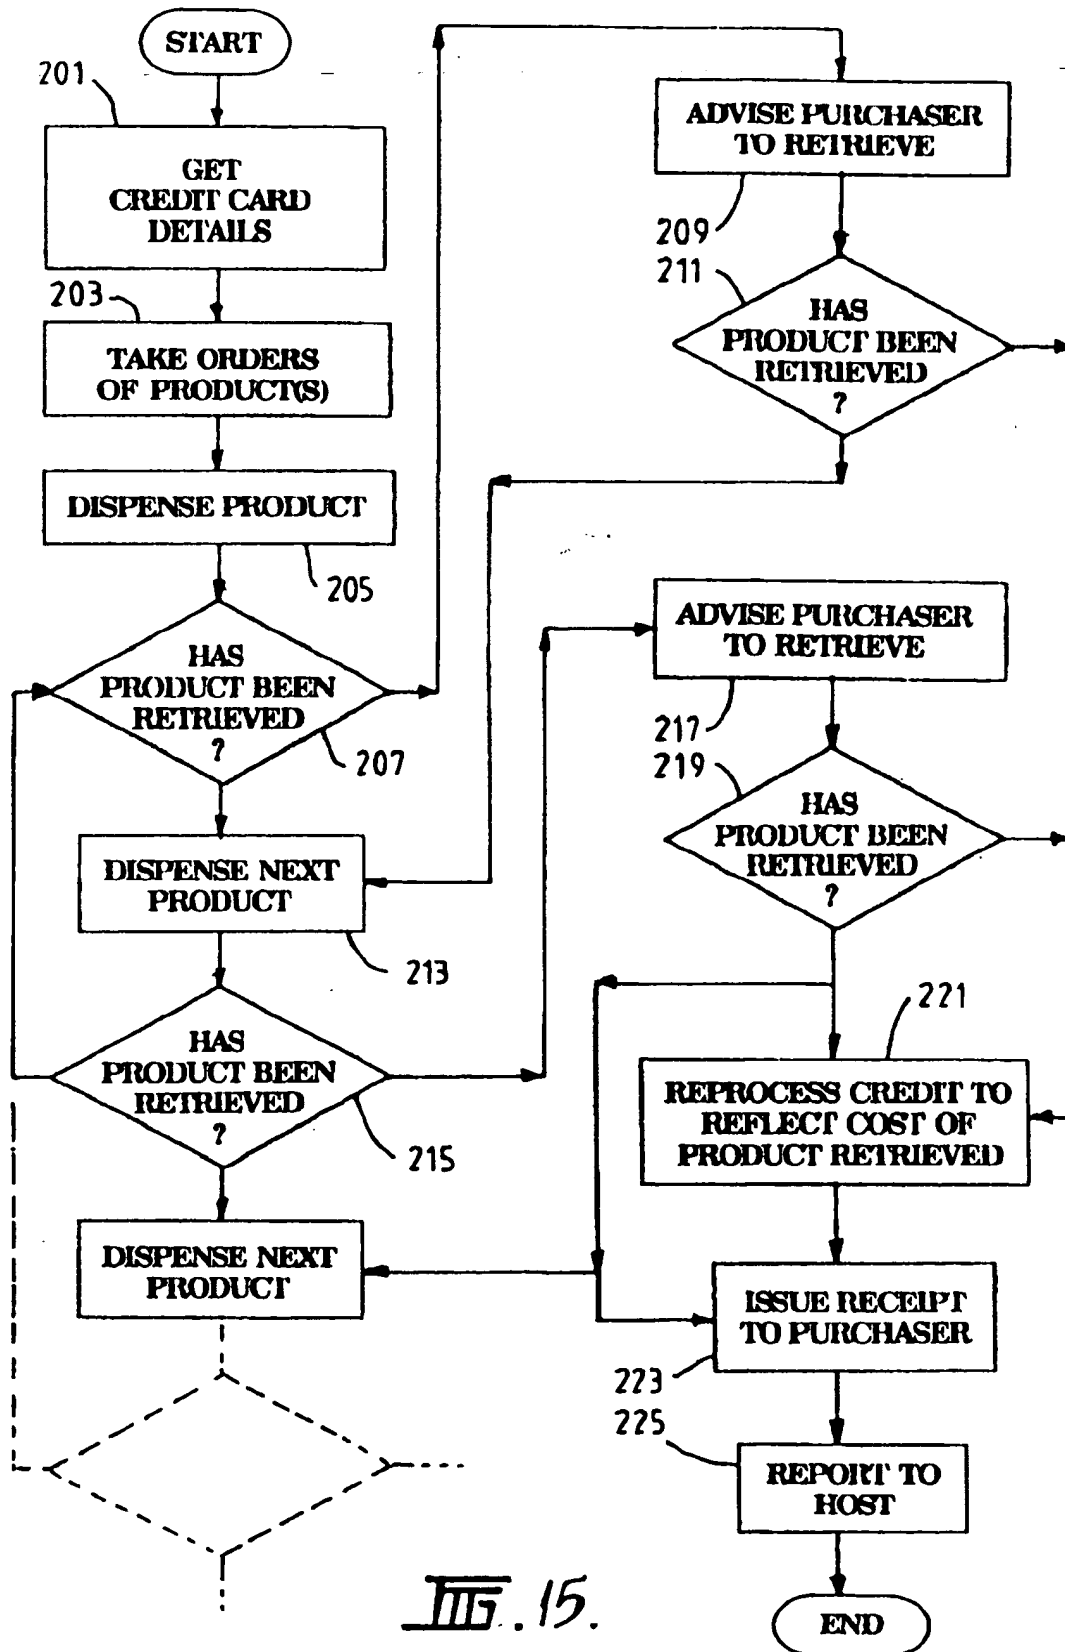 START
201
GET
CREDIT CARD
DETAILS
203
TAKE ORDERS
OF PRODUCT(S)
DISPENSE PRODUCT
205
HAS
PRODUCT BEEN
RETRIEVED
?
207
DISPENSE NEXT
PRODUCT
213
HAS
PRODUCT BEEN
RETRIEVED
?
215
DISPENSE NEXT
PRODUCT
ADVISE PURCHASER
TO RETRIEVE
209
211
HAS
PRODUCT BEEN
RETRIEVED
?
ADVISE PURCHASER
TO RETRIEVE
217
219
HAS
PRODUCT BEEN
RETRIEVED
?
221
REPROCESS CREDIT TO
REFLECT COST OF
PRODUCT RETRIEVED
ISSUE RECEIPT
TO PURCHASER
223
225
REPORT TO
HOST
END
FIG. 15.